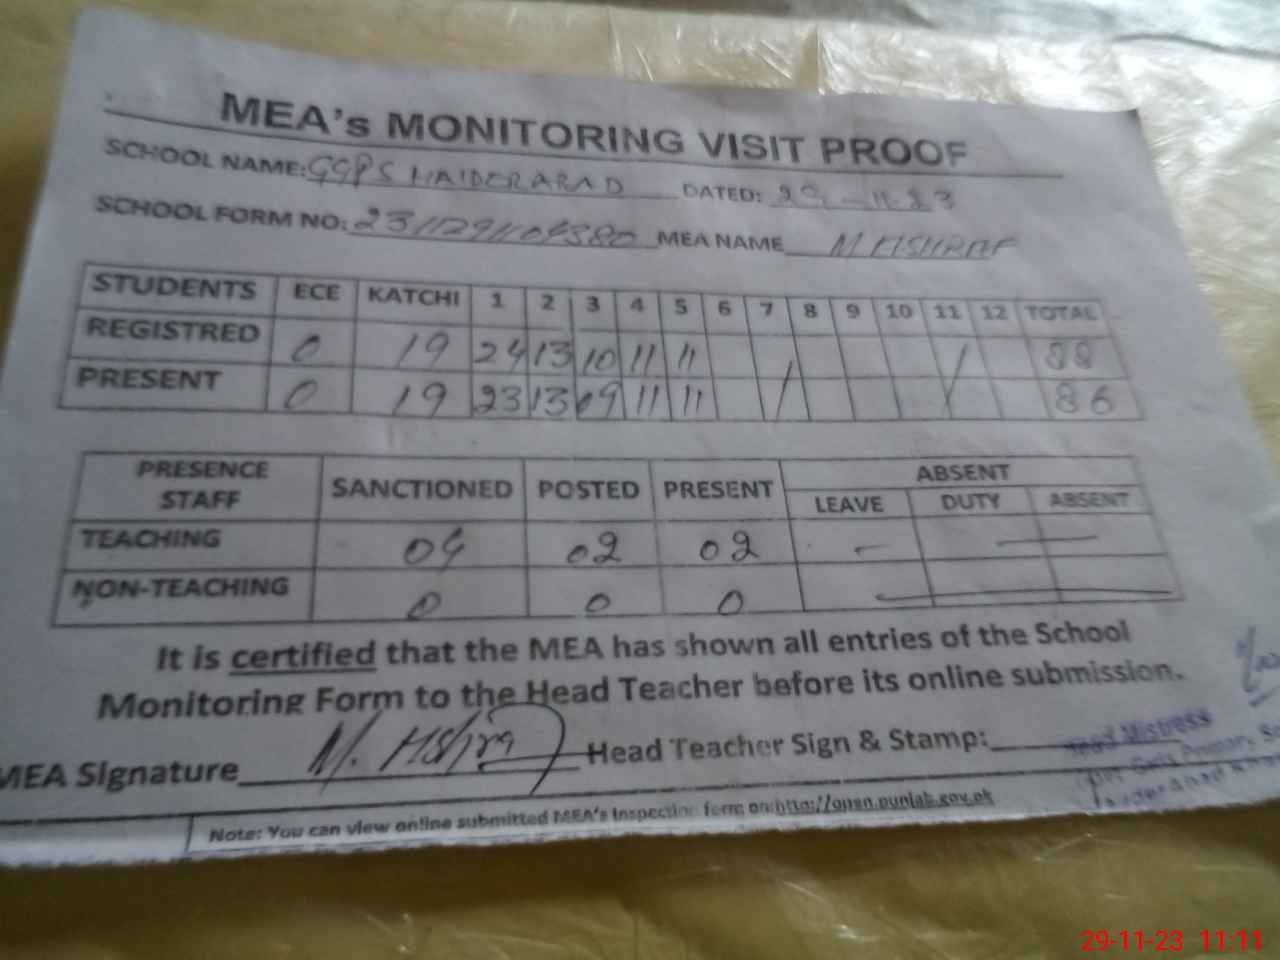 MEA's MONITORING VISIT PROOF
SCHOOL NAME: GGPS HAIDER ABAD DATED: 29-11-23
SCHOOL FORM NO: MEA NAME M ASHRAF
STUDENTS ECE KATCHI 1 2 3 4 5 6 7 8 9 10 11 12 TOTAL
REGISTRED 0 19 24 13 10 11 11 88
PRESENT 0 19 23 13 09 11 11 86
PRESENCE STAFF SANCTIONED POSTED PRESENT ABSENT
LEAVE DUTY ABSENT
TEACHING 04 02 02 - -
NON-TEACHING 0 0 0
It is certified that the MEA has shown all entries of the School
Monitoring Form to the Head Teacher before its online submission.
MEA Signature M. Ashraf Head Teacher Sign & Stamp:
Head Mistress
Note: You can view online submitted MEA's Inspection form on:http://open.punjab.gov.pk
29-11-23 11:11